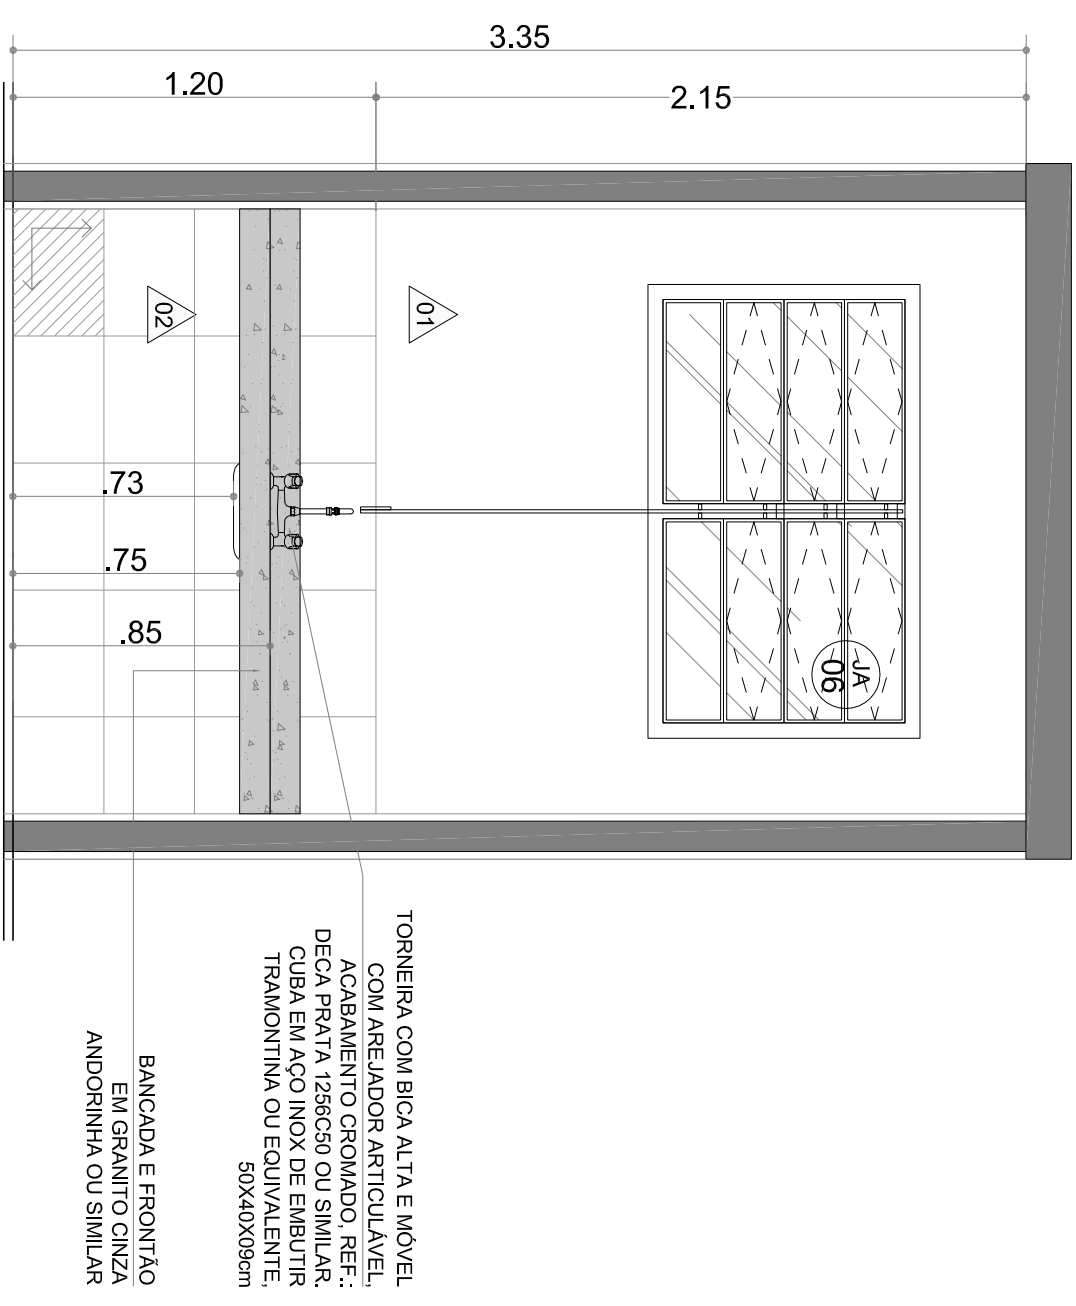 3.35
1.20
2.15
01
02
.73
.75
.85
JA
06
TORNEIRA COM BICA ALTA E MÓVEL
COM AREJADOR ARTICULÁVEL,
ACABAMENTO CROMADO, REF.:
DECA PRATA 1256C50 OU SIMILAR.
CUBA EM AÇO INOX DE EMBUTIR
TRAMONTINA OU EQUIVALENTE,
50X40X09cm
BANCADA E FRONTÃO
EM GRANITO CINZA
ANDORINHA OU SIMILAR